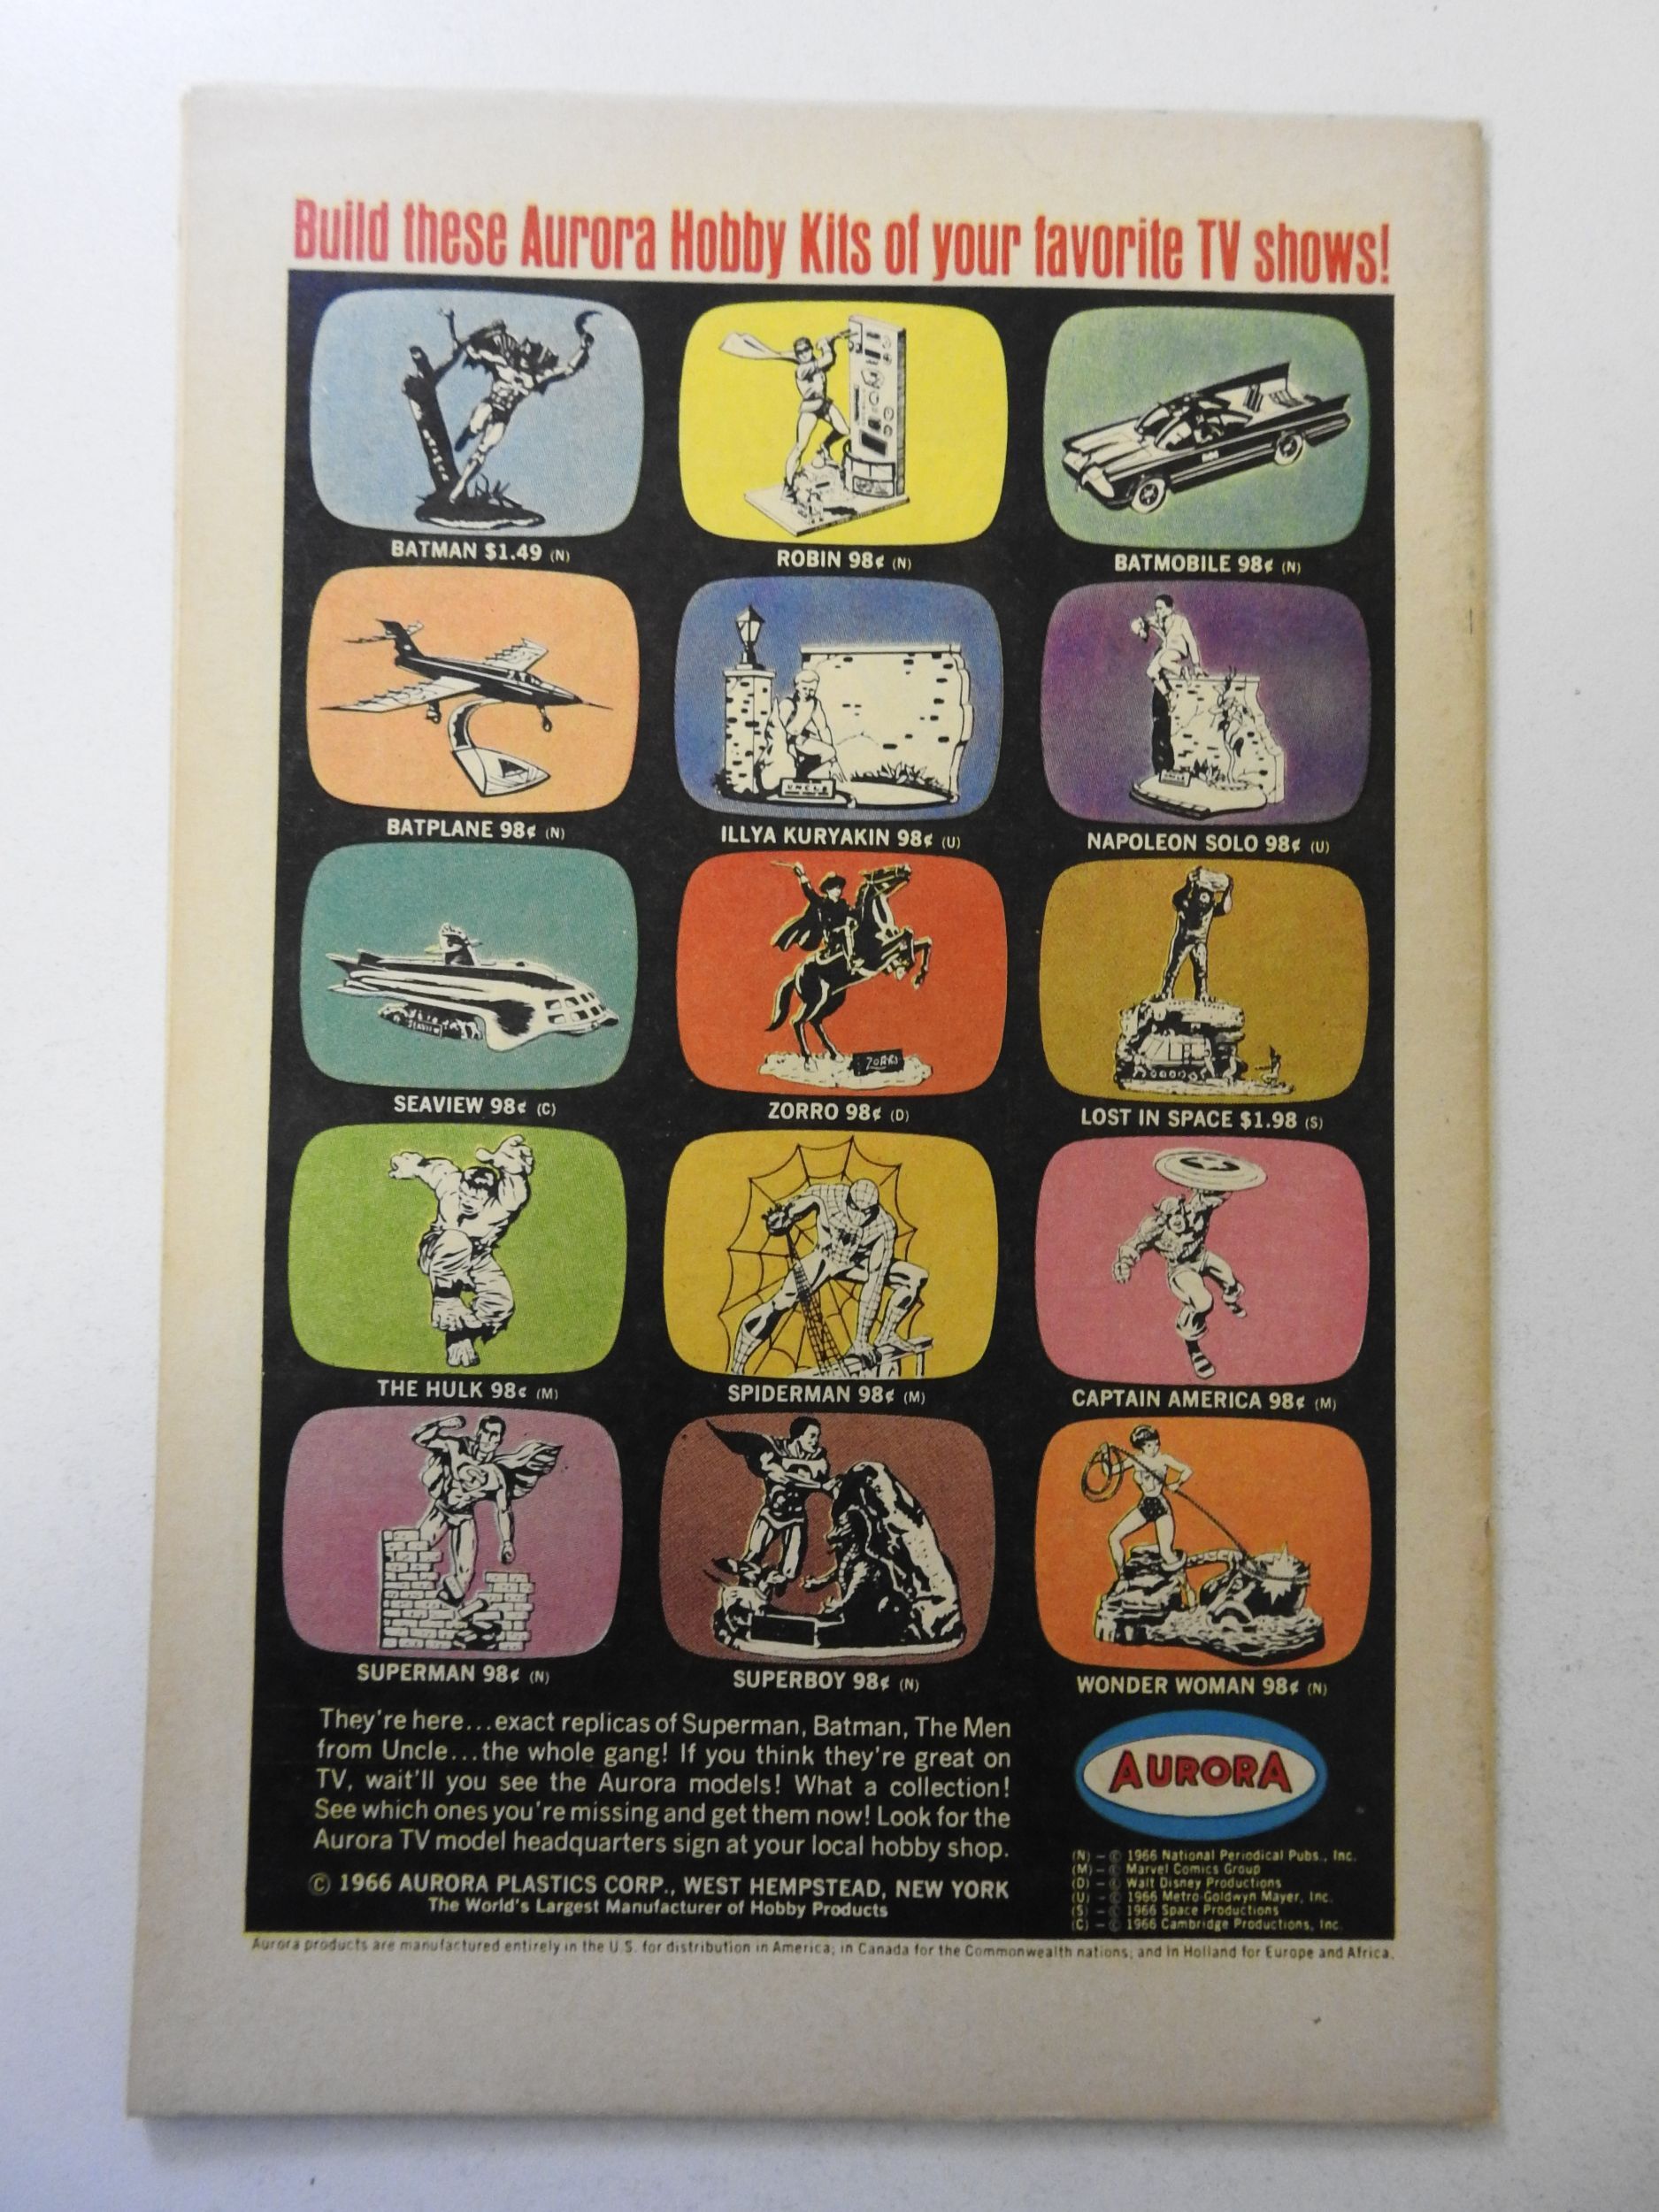 Build these Aurora Hobby Kits of your favorite TV shows!
BATMAN $1.49 (N)
ROBIN 98¢ (N)
BATMOBILE 98¢ (N)
BATPLANE 98¢ (N)
UNCLE
ILLYA KURYAKIN 98¢ (U)
UNCLE
NAPOLEON SOLO 98¢ (U)
SEAVIEW
SEAVIEW 98¢ (C)
ZORRO
ZORRO 98¢ (D)
LOST IN SPACE
LOST IN SPACE $1.98 (S)
THE HULK 98¢ (M)
SPIDERMAN 98¢ (M)
CAPTAIN AMERICA 98¢ (M)
SUPERMAN 98¢ (N)
SUPERBOY 98¢ (N)
WONDER WOMAN 98¢ (N)
They're here...exact replicas of Superman, Batman, The Men
from Uncle...the whole gang! If you think they're great on
TV, wait'll you see the Aurora models! What a collection!
See which ones you're missing and get them now! Look for the
Aurora TV model headquarters sign at your local hobby shop.
© 1966 AURORA PLASTICS CORP., WEST HEMPSTEAD, NEW YORK
The World's Largest Manufacturer of Hobby Products
AURORA
(N) – © 1966 National Periodical Pubs., Inc.
(M) – © Marvel Comics Group
(D) – © Walt Disney Productions
(U) – © 1966 Metro-Goldwyn Mayer, Inc.
(S) – © 1966 Space Productions
(C) – © 1966 Cambridge Productions, Inc.
Aurora products are manufactured entirely in the U.S. for distribution in America; in Canada for the Commonwealth nations; and in Holland for Europe and Africa.